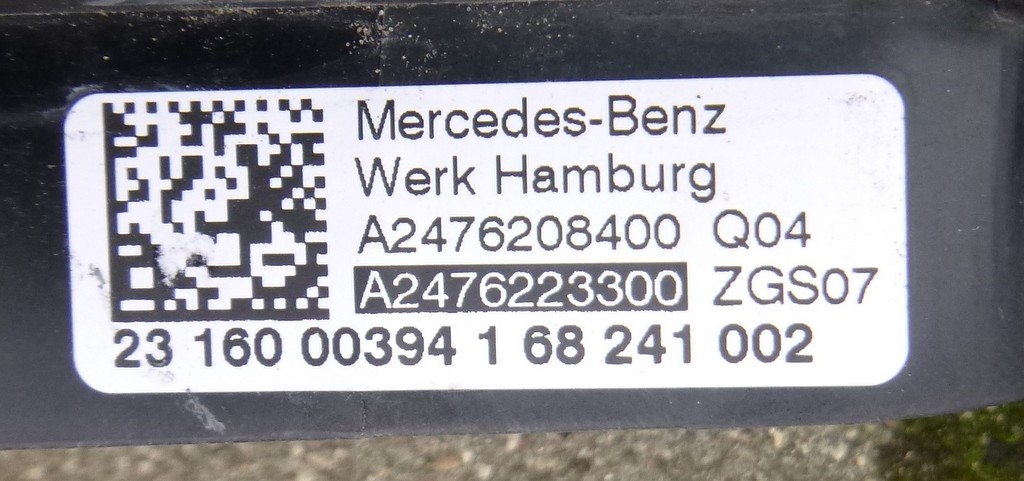 Mercedes-Benz
Werk Hamburg
A2476208400 Q04
A2476223300 ZGS07
23 160 00394 1 68 241 002